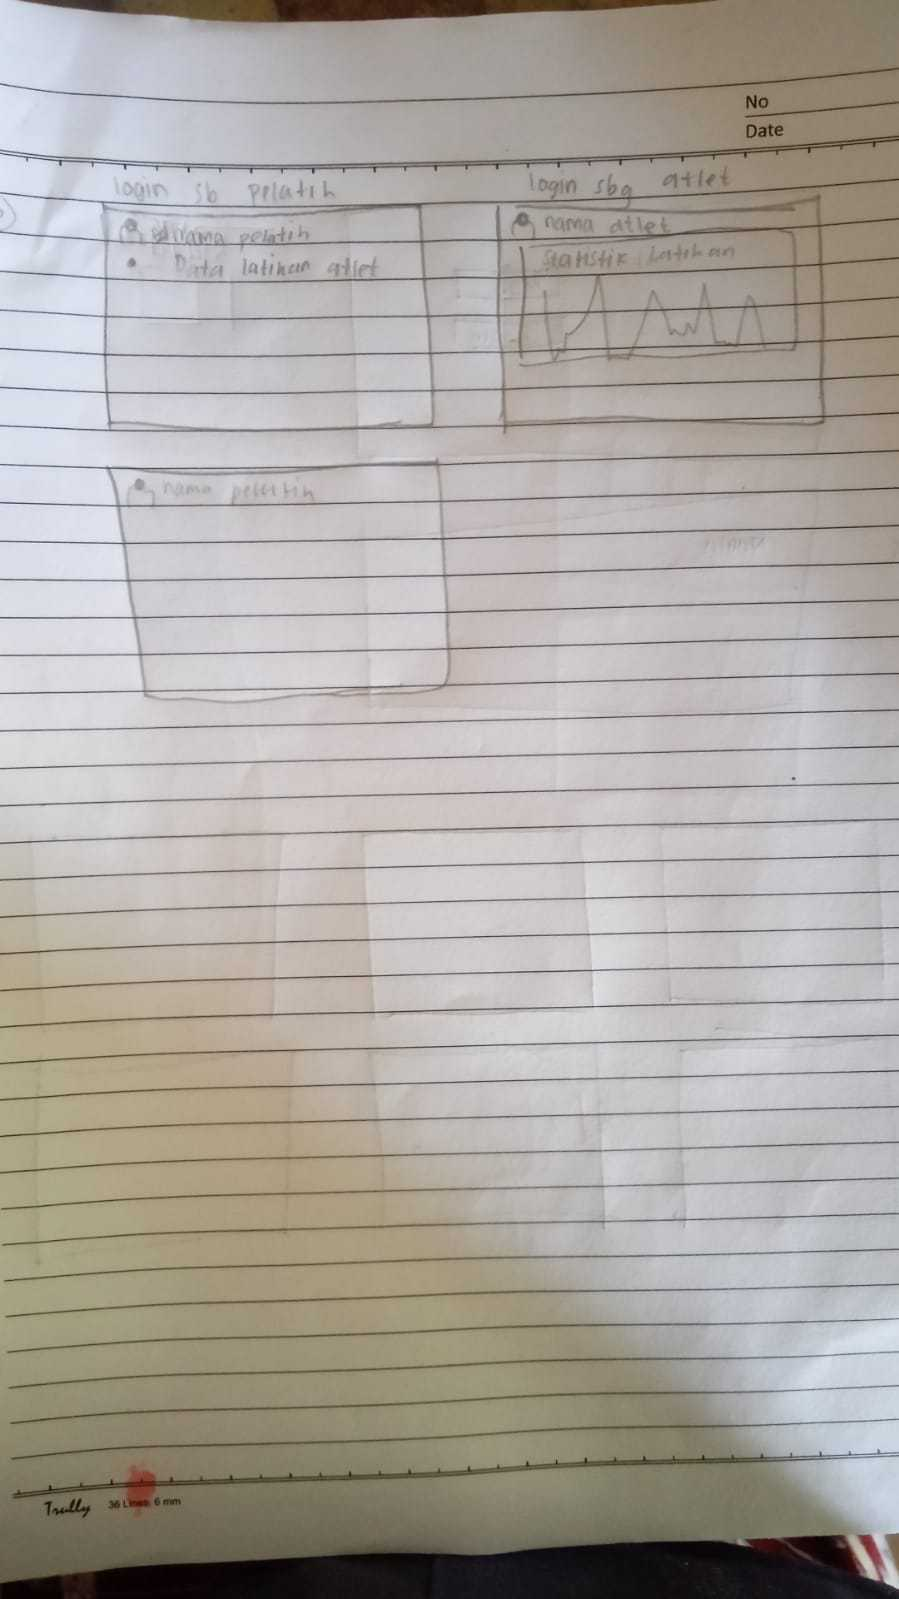 No
Date
login sb pelatih
nama pelatih
• Data latihan atlet
login sbg atlet
nama atlet
Statistik Latihan
nama pelatih
Trully 36 Lines 6 mm